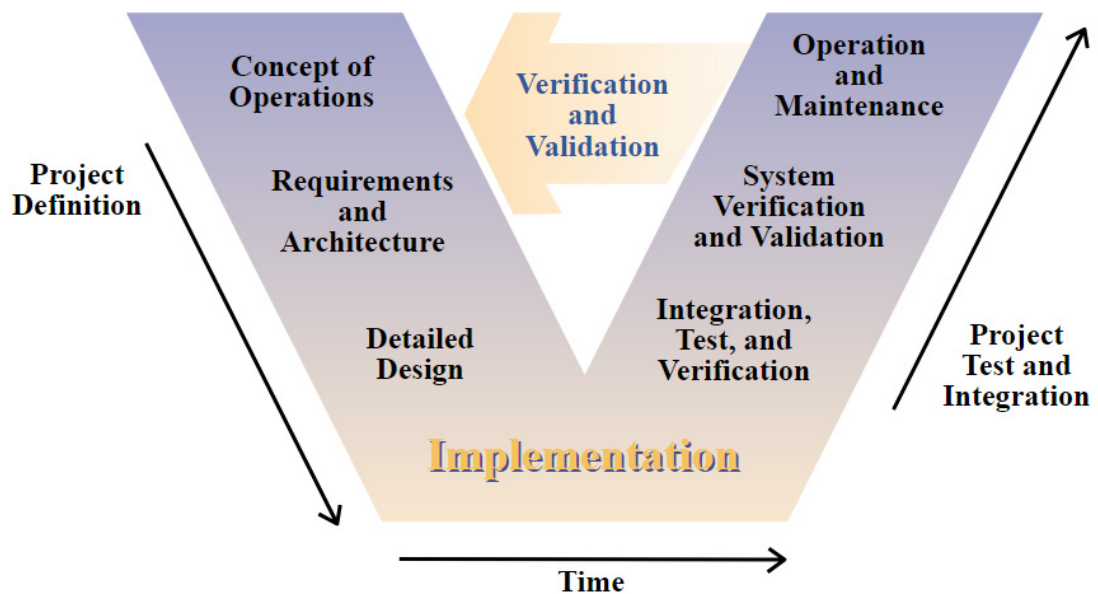 Concept of
Operations
Verification
and
Validation
Operation
and
Maintenance
Project
Definition
Requirements
and
Architecture
System
Verification
and Validation
Detailed
Design
Integration,
Test, and
Verification
Project
Test and
Integration
Implementation
Time